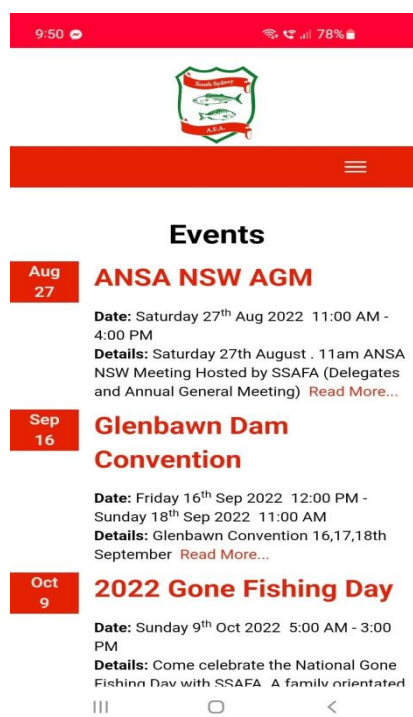 9:50
78%
South Sydney
A.F.A.
Events
Aug
27
ANSA NSW AGM
Date: Saturday 27th Aug 2022 11:00 AM -
4:00 PM
Details: Saturday 27th August . 11am ANSA
NSW Meeting Hosted by SSAFA (Delegates
and Annual General Meeting) Read More...
Sep
16
Glenbawn Dam
Convention
Date: Friday 16th Sep 2022 12:00 PM -
Sunday 18th Sep 2022 11:00 AM
Details: Glenbawn Convention 16,17,18th
September Read More...
Oct
9
2022 Gone Fishing Day
Date: Sunday 9th Oct 2022 5:00 AM - 3:00
PM
Details: Come celebrate the National Gone
Fishing Day with SSAFA. A family orientated